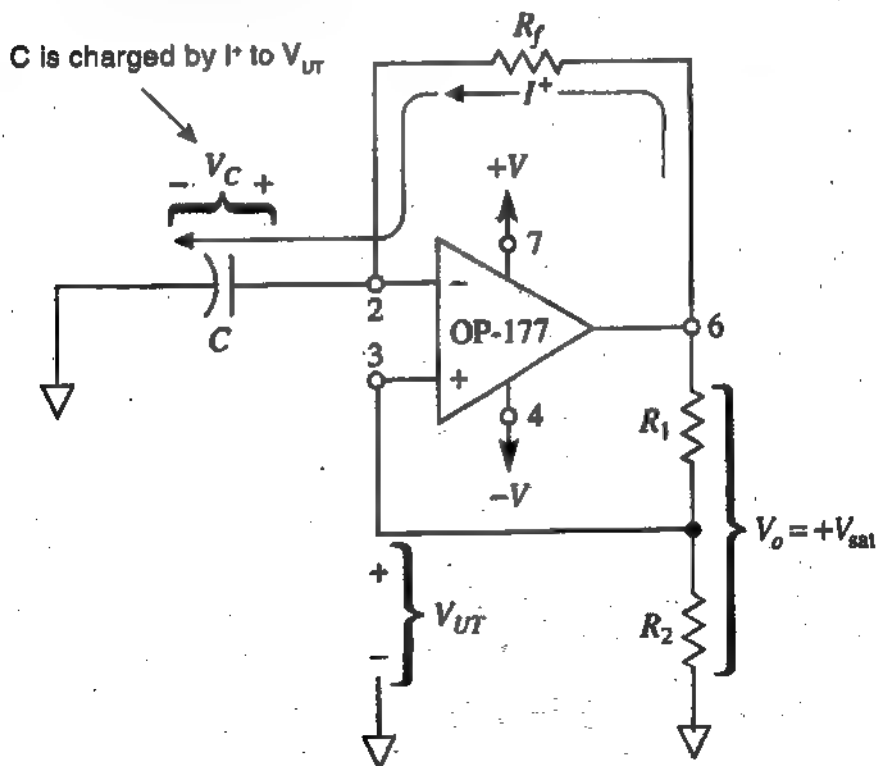 R_f
C is charged by I⁺ to V_UT
I⁺
V_C
- +
+V
7
2
-
C
OP-177
6
3
+
4
R₁
-V
V_o = +V_sat
+
V_UT
R₂
-